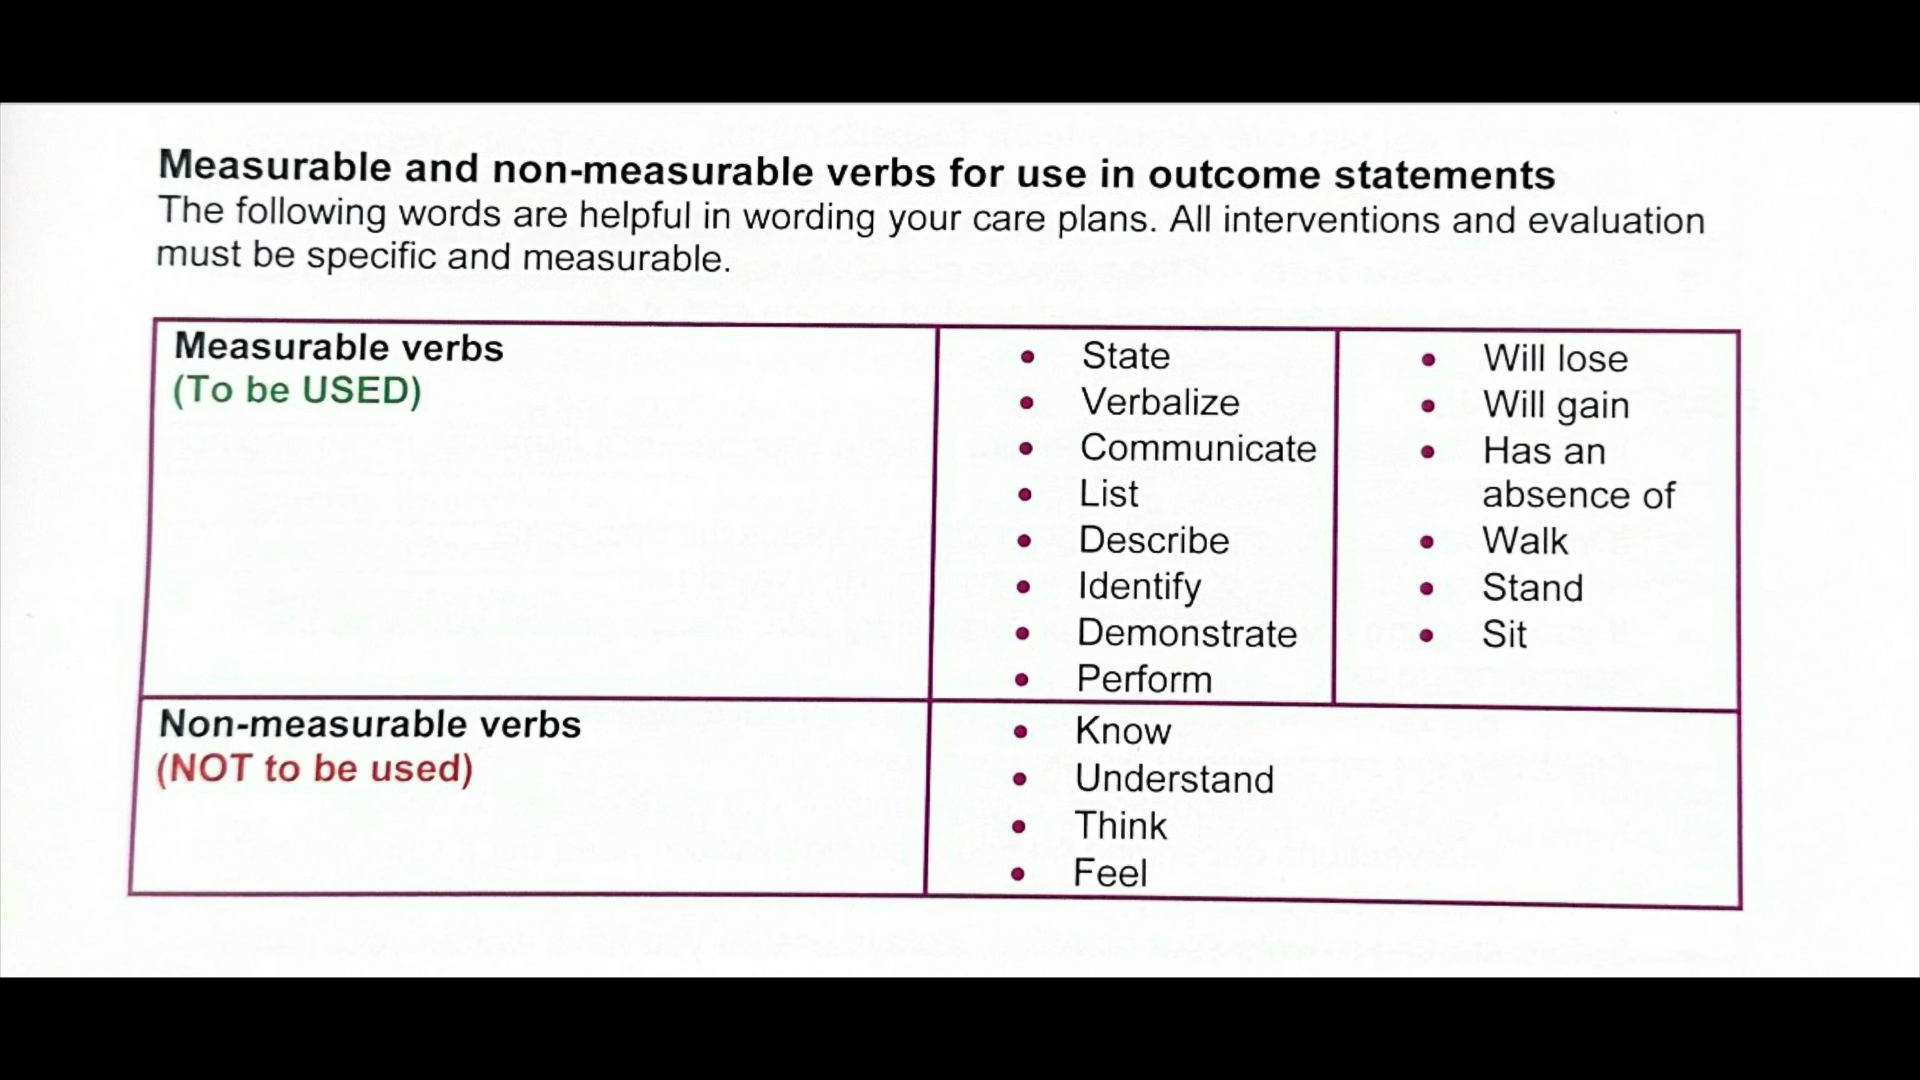 Measurable and non-measurable verbs for use in outcome statements
The following words are helpful in wording your care plans. All interventions and evaluation
must be specific and measurable.
Measurable verbs
(To be USED)
• State
• Verbalize
• Communicate
• List
• Describe
• Identify
• Demonstrate
• Perform
• Will lose
• Will gain
• Has an
absence of
• Walk
• Stand
• Sit
Non-measurable verbs
(NOT to be used)
• Know
• Understand
• Think
• Feel